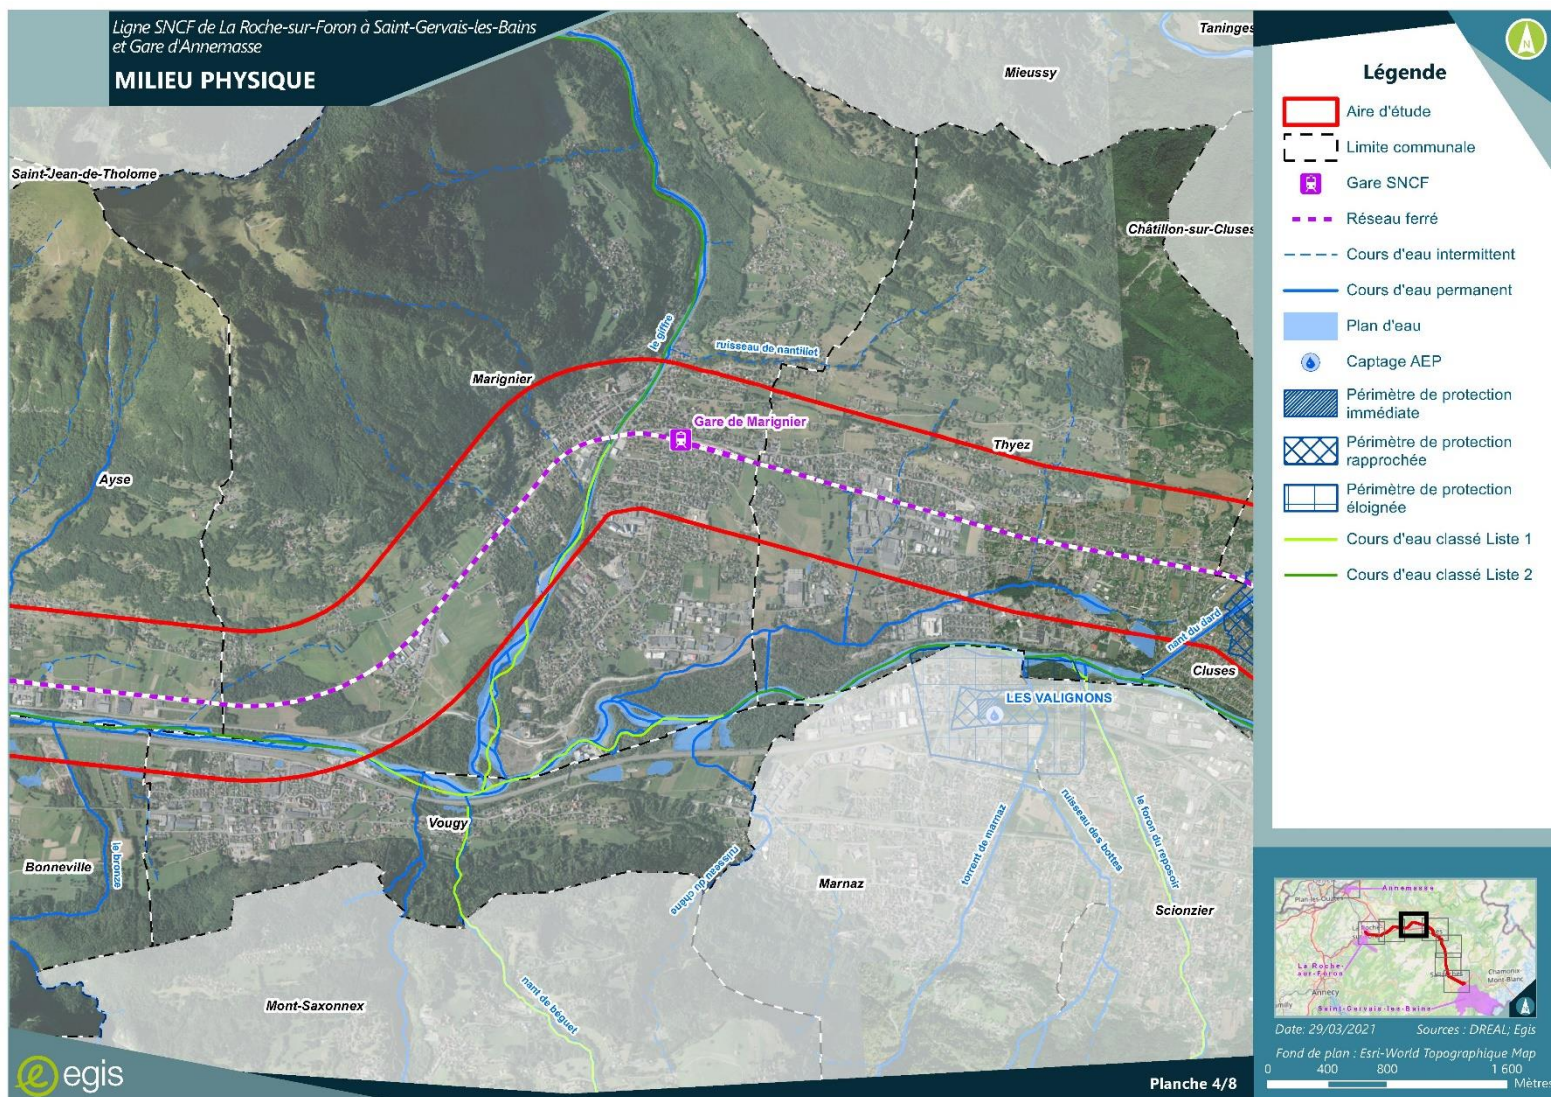 Ligne SNCF de La Roche-sur-Foron à Saint-Gervais-les-Bains
et Gare d'Annemasse
MILIEU PHYSIQUE
Taninges
Mieussy
Saint-Jean-de-Tholome
Châtillon-sur-Cluses
le giffre
ruisseau de nantillet
Marignier
Gare de Marignier
Thyez
Ayse
nant du dard
Cluses
LES VALIGNONS
Vougy
le bronze
Bonneville
ruisseau du chêne
Marnaz
torrent de marnaz
ruisseau des bottes
le foron du reposoir
Scionzier
Mont-Saxonnex
nant de béguet
egis
Planche 4/8
N
Légende
Aire d'étude
Limite communale
Gare SNCF
Réseau ferré
Cours d'eau intermittent
Cours d'eau permanent
Plan d'eau
Captage AEP
Périmètre de protection
immédiate
Périmètre de protection
rapprochée
Périmètre de protection
éloignée
Cours d'eau classé Liste 1
Cours d'eau classé Liste 2
Annemasse
La Roche-
sur-Foron
Annecy
Chamonix-
Mont-Blanc
Saint-Gervais-les-Bains
Date: 29/03/2021
Sources : DREAL; Egis
Fond de plan : Esri-World Topographique Map
0 400 800 1 600
Mètres